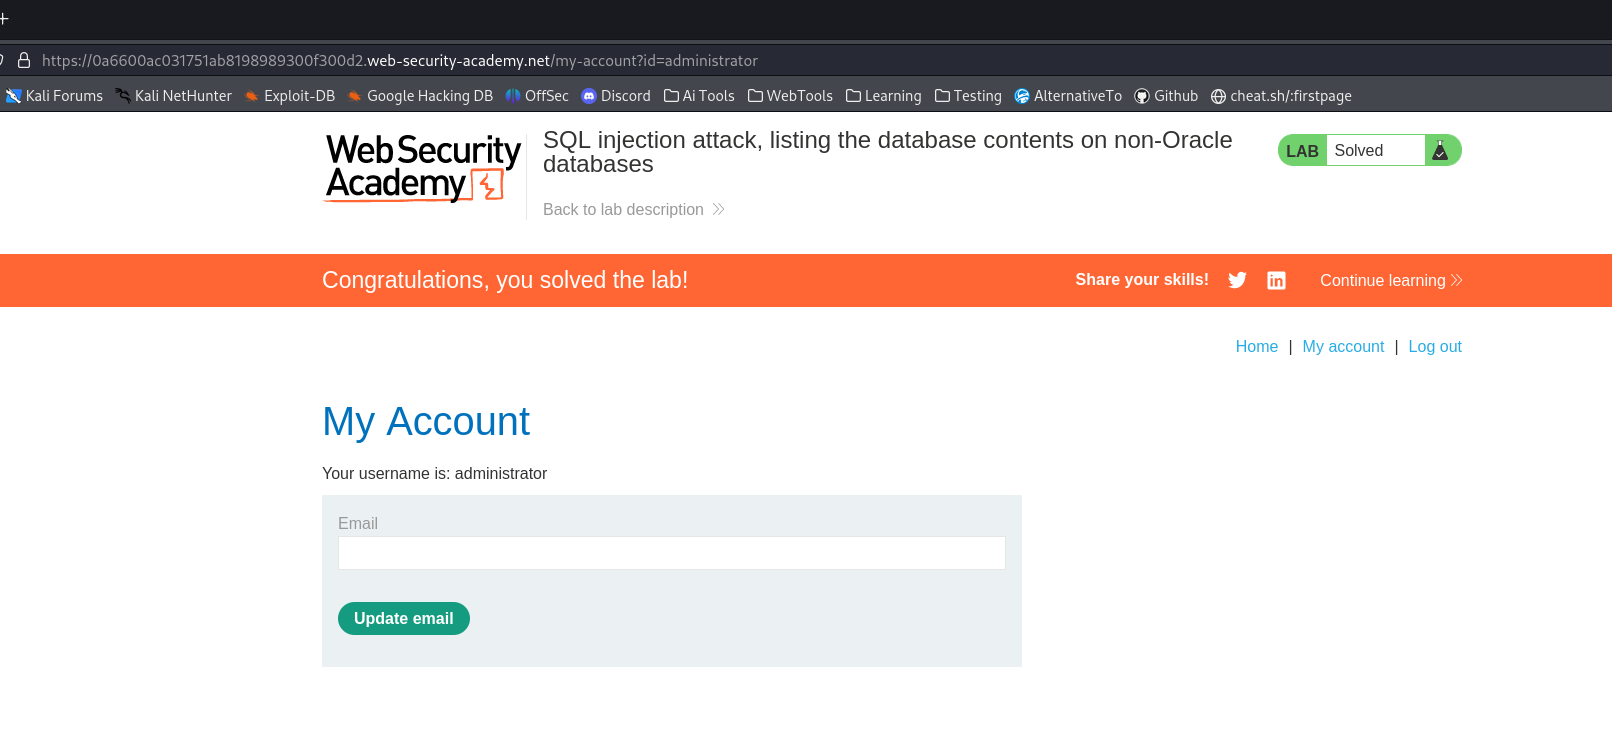 https://0a6600ac031751ab8198989300f300d2.web-security-academy.net/my-account?id=administrator
Kali Forums Kali NetHunter Exploit-DB Google Hacking DB OffSec Discord Ai Tools WebTools Learning Testing AlternativeTo Github cheat.sh/:firstpage
Web Security
Academy
SQL injection attack, listing the database contents on non-Oracle
databases
LAB Solved
Back to lab description
Congratulations, you solved the lab! Share your skills! Continue learning
Home | My account | Log out
My Account
Your username is: administrator
Email
Update email